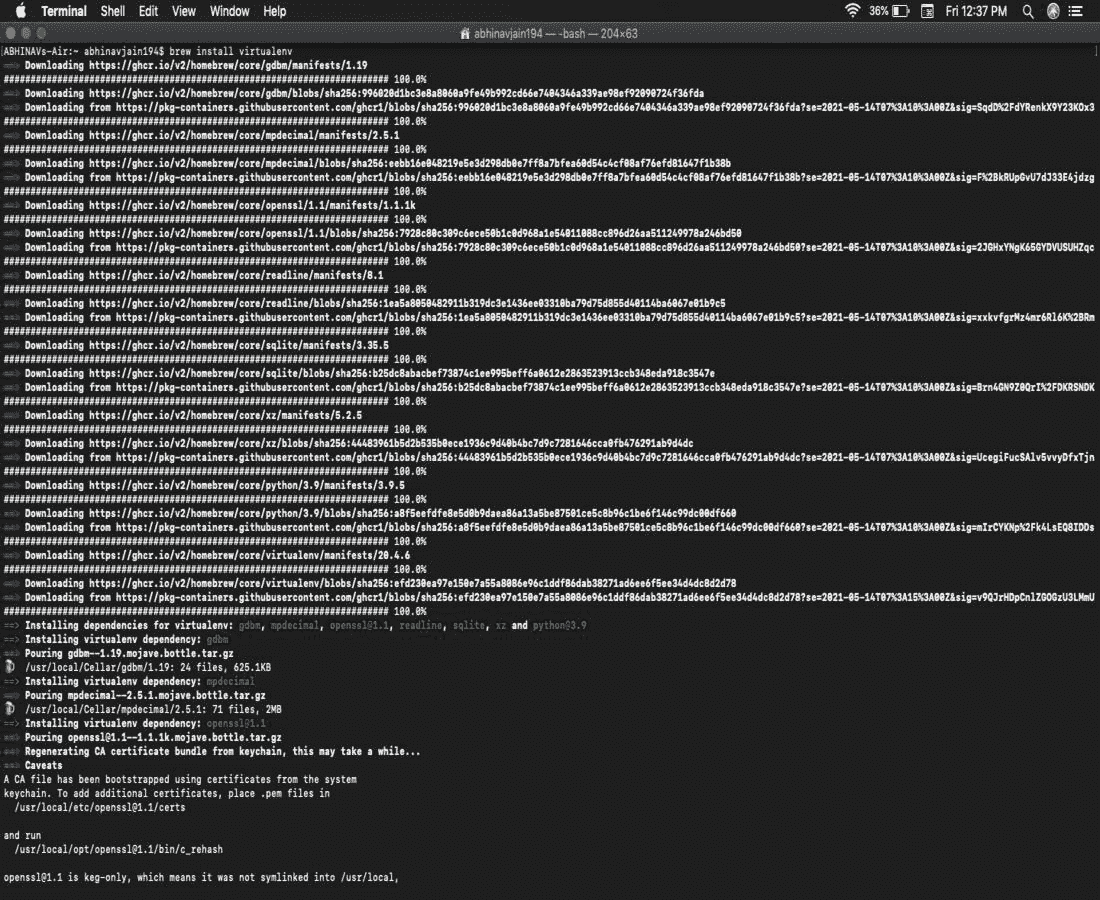 Terminal Shell Edit View Window Help 36% Fri 12:37 PM
abhinavjain194 — -bash — 204×63
ABHINAVs-Air:~ abhinavjain194$ brew install virtualenv
==> Downloading https://ghcr.io/v2/homebrew/core/gdbm/manifests/1.19
######################################################################## 100.0%
==> Downloading https://ghcr.io/v2/homebrew/core/gdbm/blobs/sha256:996020d1bc3e8a8060a9fe49b992cd66e7404346a339ae98ef92090724f36fda
==> Downloading from https://pkg-containers.githubusercontent.com/ghcr1/blobs/sha256:996020d1bc3e8a8060a9fe49b992cd66e7404346a339ae98ef92090724f36fda?se=2021-05-14T07%3A10%3A00Z&sig=SqdD%2FdYRenkX9Y23KOx3
######################################################################## 100.0%
==> Downloading https://ghcr.io/v2/homebrew/core/mpdecimal/manifests/2.5.1
######################################################################## 100.0%
==> Downloading https://ghcr.io/v2/homebrew/core/mpdecimal/blobs/sha256:eebb16e048219e5e3d298db0e7ff8a7bfea60d54c4cf08af76efd81647f1b38b
==> Downloading from https://pkg-containers.githubusercontent.com/ghcr1/blobs/sha256:eebb16e048219e5e3d298db0e7ff8a7bfea60d54c4cf08af76efd81647f1b38b?se=2021-05-14T07%3A10%3A00Z&sig=F%2BkRUpGvU7dJ33E4jdzg
######################################################################## 100.0%
==> Downloading https://ghcr.io/v2/homebrew/core/openssl/1.1/manifests/1.1.1k
######################################################################## 100.0%
==> Downloading https://ghcr.io/v2/homebrew/core/openssl/1.1/blobs/sha256:7928c80c309c6ece50b1c0d968a1e54011088cc896d26aa511249978a246bd50
==> Downloading from https://pkg-containers.githubusercontent.com/ghcr1/blobs/sha256:7928c80c309c6ece50b1c0d968a1e54011088cc896d26aa511249978a246bd50?se=2021-05-14T07%3A10%3A00Z&sig=2JGHxYNgK65GYDVUSUHZqc
######################################################################## 100.0%
==> Downloading https://ghcr.io/v2/homebrew/core/readline/manifests/8.1
######################################################################## 100.0%
==> Downloading https://ghcr.io/v2/homebrew/core/readline/blobs/sha256:1ea5a8050482911b319dc3e1436ee03310ba79d75d855d40114ba6067e01b9c5
==> Downloading from https://pkg-containers.githubusercontent.com/ghcr1/blobs/sha256:1ea5a8050482911b319dc3e1436ee03310ba79d75d855d40114ba6067e01b9c5?se=2021-05-14T07%3A10%3A00Z&sig=xxkvfgrMz4mr6Rl6K%2BRm
######################################################################## 100.0%
==> Downloading https://ghcr.io/v2/homebrew/core/sqlite/manifests/3.35.5
######################################################################## 100.0%
==> Downloading https://ghcr.io/v2/homebrew/core/sqlite/blobs/sha256:b25dc8abacbef73874c1ee995beff6a0612e2863523913ccb348eda918c3547e
==> Downloading from https://pkg-containers.githubusercontent.com/ghcr1/blobs/sha256:b25dc8abacbef73874c1ee995beff6a0612e2863523913ccb348eda918c3547e?se=2021-05-14T07%3A10%3A00Z&sig=Brn4GN9Z0QrI%2FDKRSNDK
######################################################################## 100.0%
==> Downloading https://ghcr.io/v2/homebrew/core/xz/manifests/5.2.5
######################################################################## 100.0%
==> Downloading https://ghcr.io/v2/homebrew/core/xz/blobs/sha256:44483961b5d2b535b0ece1936c9d40b4bc7d9c7281646cca0fb476291ab9d4dc
==> Downloading from https://pkg-containers.githubusercontent.com/ghcr1/blobs/sha256:44483961b5d2b535b0ece1936c9d40b4bc7d9c7281646cca0fb476291ab9d4dc?se=2021-05-14T07%3A10%3A00Z&sig=UcegiFucSAlv5vvyDfxTjn
######################################################################## 100.0%
==> Downloading https://ghcr.io/v2/homebrew/core/python/3.9/manifests/3.9.5
######################################################################## 100.0%
==> Downloading https://ghcr.io/v2/homebrew/core/python/3.9/blobs/sha256:a8f5eefdfe8e5d0b9daea86a13a5be87501ce5c8b96c1be6f146c99dc00df660
==> Downloading from https://pkg-containers.githubusercontent.com/ghcr1/blobs/sha256:a8f5eefdfe8e5d0b9daea86a13a5be87501ce5c8b96c1be6f146c99dc00df660?se=2021-05-14T07%3A10%3A00Z&sig=mIrCYKNp%2Fk4LsEQ8IDDs
######################################################################## 100.0%
==> Downloading https://ghcr.io/v2/homebrew/core/virtualenv/manifests/20.4.6
######################################################################## 100.0%
==> Downloading https://ghcr.io/v2/homebrew/core/virtualenv/blobs/sha256:efd230ea97e150e7a55a8086e96c1ddf86dab38271ad6ee6f5ee34d4dc8d2d78
==> Downloading from https://pkg-containers.githubusercontent.com/ghcr1/blobs/sha256:efd230ea97e150e7a55a8086e96c1ddf86dab38271ad6ee6f5ee34d4dc8d2d78?se=2021-05-14T07%3A15%3A00Z&sig=v9QJrHDpCnlZGOGzU3LMmU
######################################################################## 100.0%
==> Installing dependencies for virtualenv: gdbm, mpdecimal, openssl@1.1, readline, sqlite, xz and python@3.9
==> Installing virtualenv dependency: gdbm
==> Pouring gdbm--1.19.mojave.bottle.tar.gz
🍺 /usr/local/Cellar/gdbm/1.19: 24 files, 625.1KB
==> Installing virtualenv dependency: mpdecimal
==> Pouring mpdecimal--2.5.1.mojave.bottle.tar.gz
🍺 /usr/local/Cellar/mpdecimal/2.5.1: 71 files, 2MB
==> Installing virtualenv dependency: openssl@1.1
==> Pouring openssl@1.1--1.1.1k.mojave.bottle.tar.gz
==> Regenerating CA certificate bundle from keychain, this may take a while...
==> Caveats
A CA file has been bootstrapped using certificates from the system
keychain. To add additional certificates, place .pem files in
/usr/local/etc/openssl@1.1/certs
and run
/usr/local/opt/openssl@1.1/bin/c_rehash
openssl@1.1 is keg-only, which means it was not symlinked into /usr/local,